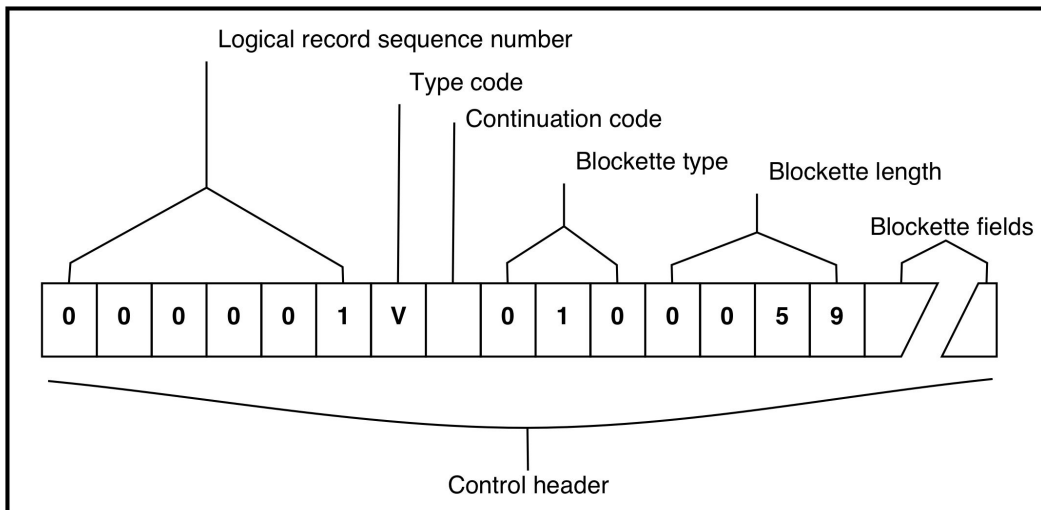 Logical record sequence number
Type code
Continuation code
Blockette type
Blockette length
Blockette fields
0 0 0 0 0 1 V 0 1 0 0 0 5 9
Control header